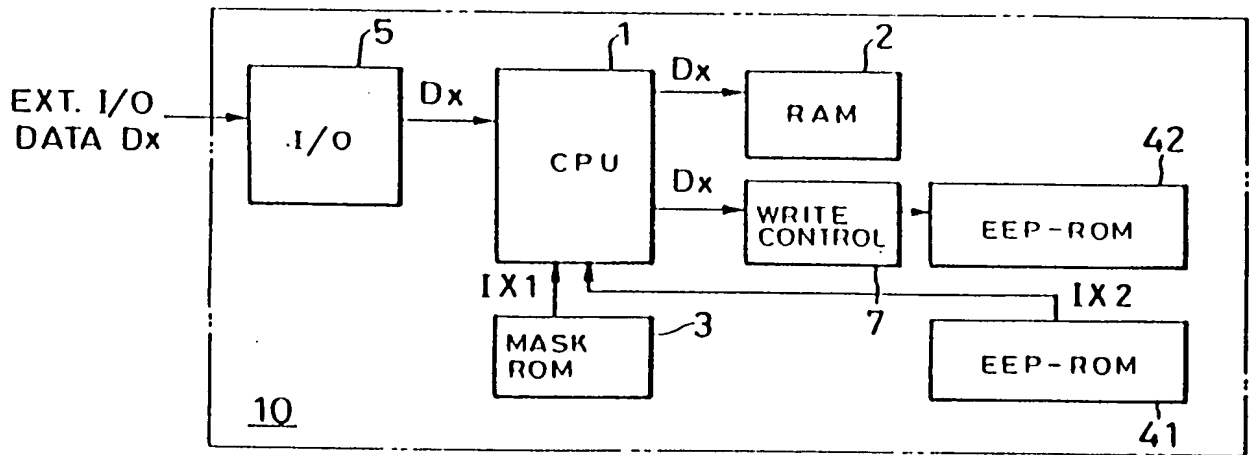 5
1
2
EXT. I/O
DATA Dx
I/O
Dx
CPU
Dx
RAM
42
Dx
WRITE
CONTROL
EEP-ROM
IX1
IX2
7
3
MASK
ROM
EEP-ROM
10
41